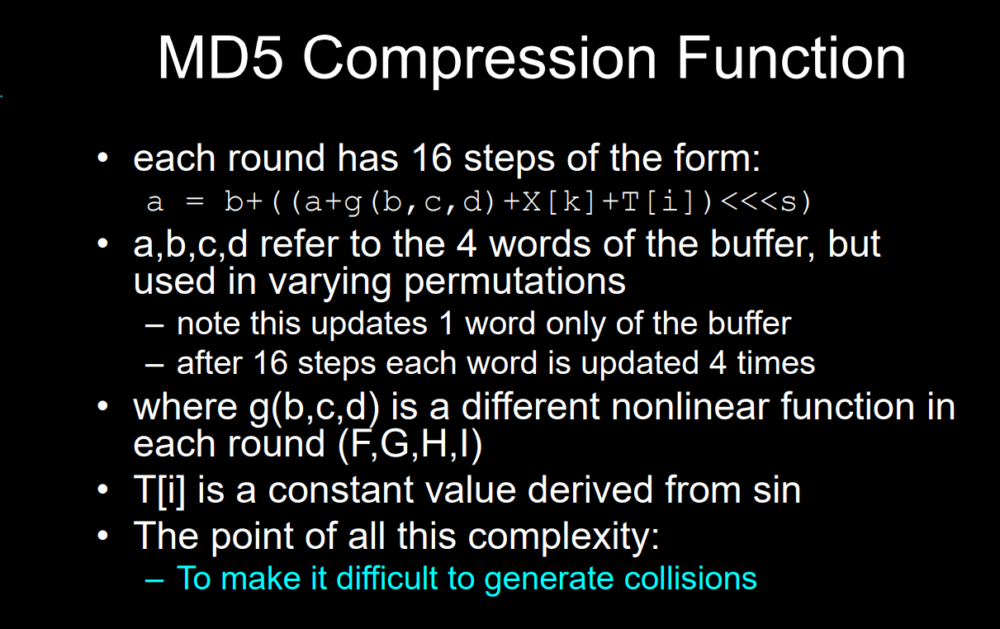 MD5 Compression Function
• each round has 16 steps of the form:
a = b+((a+g(b,c,d)+X[k]+T[i])<<<s)
• a,b,c,d refer to the 4 words of the buffer, but
used in varying permutations
– note this updates 1 word only of the buffer
– after 16 steps each word is updated 4 times
• where g(b,c,d) is a different nonlinear function in
each round (F,G,H,I)
• T[i] is a constant value derived from sin
• The point of all this complexity:
– To make it difficult to generate collisions